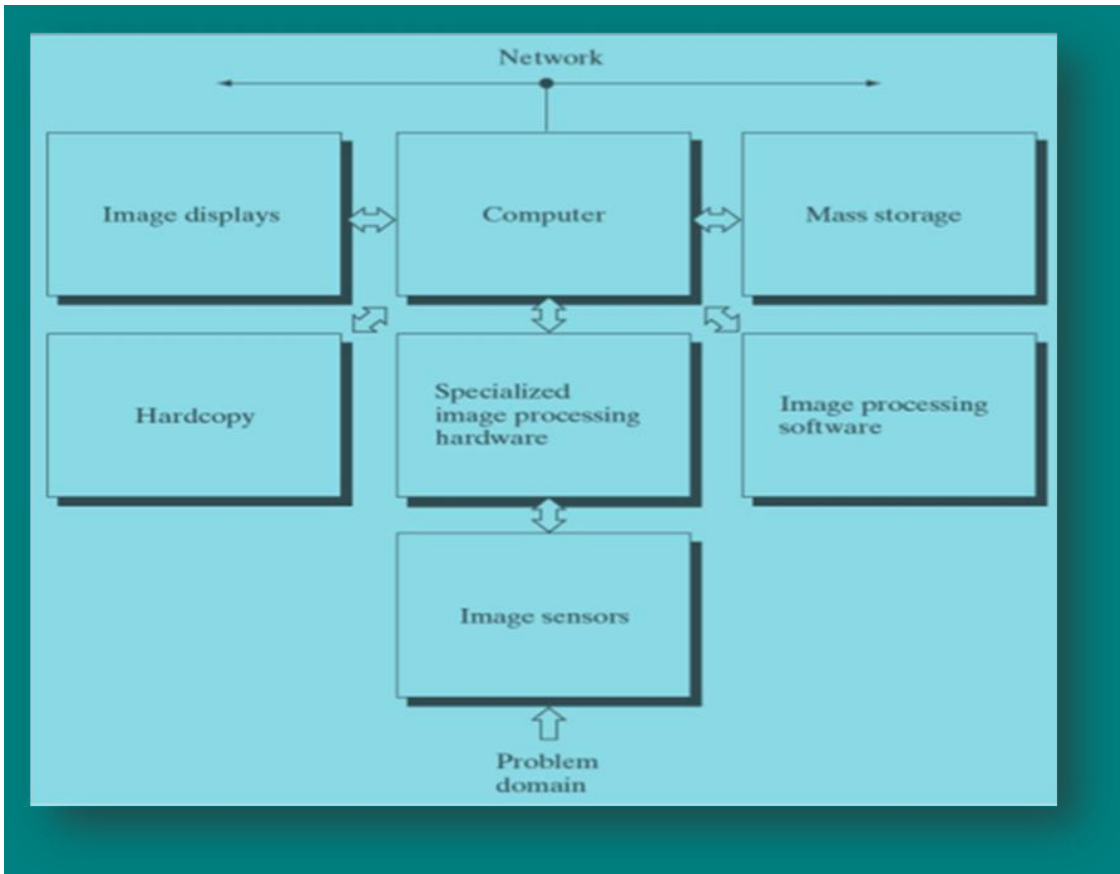 Network
Image displays
Computer
Mass storage
Hardcopy
Specialized
image processing
hardware
Image processing
software
Image sensors
Problem
domain